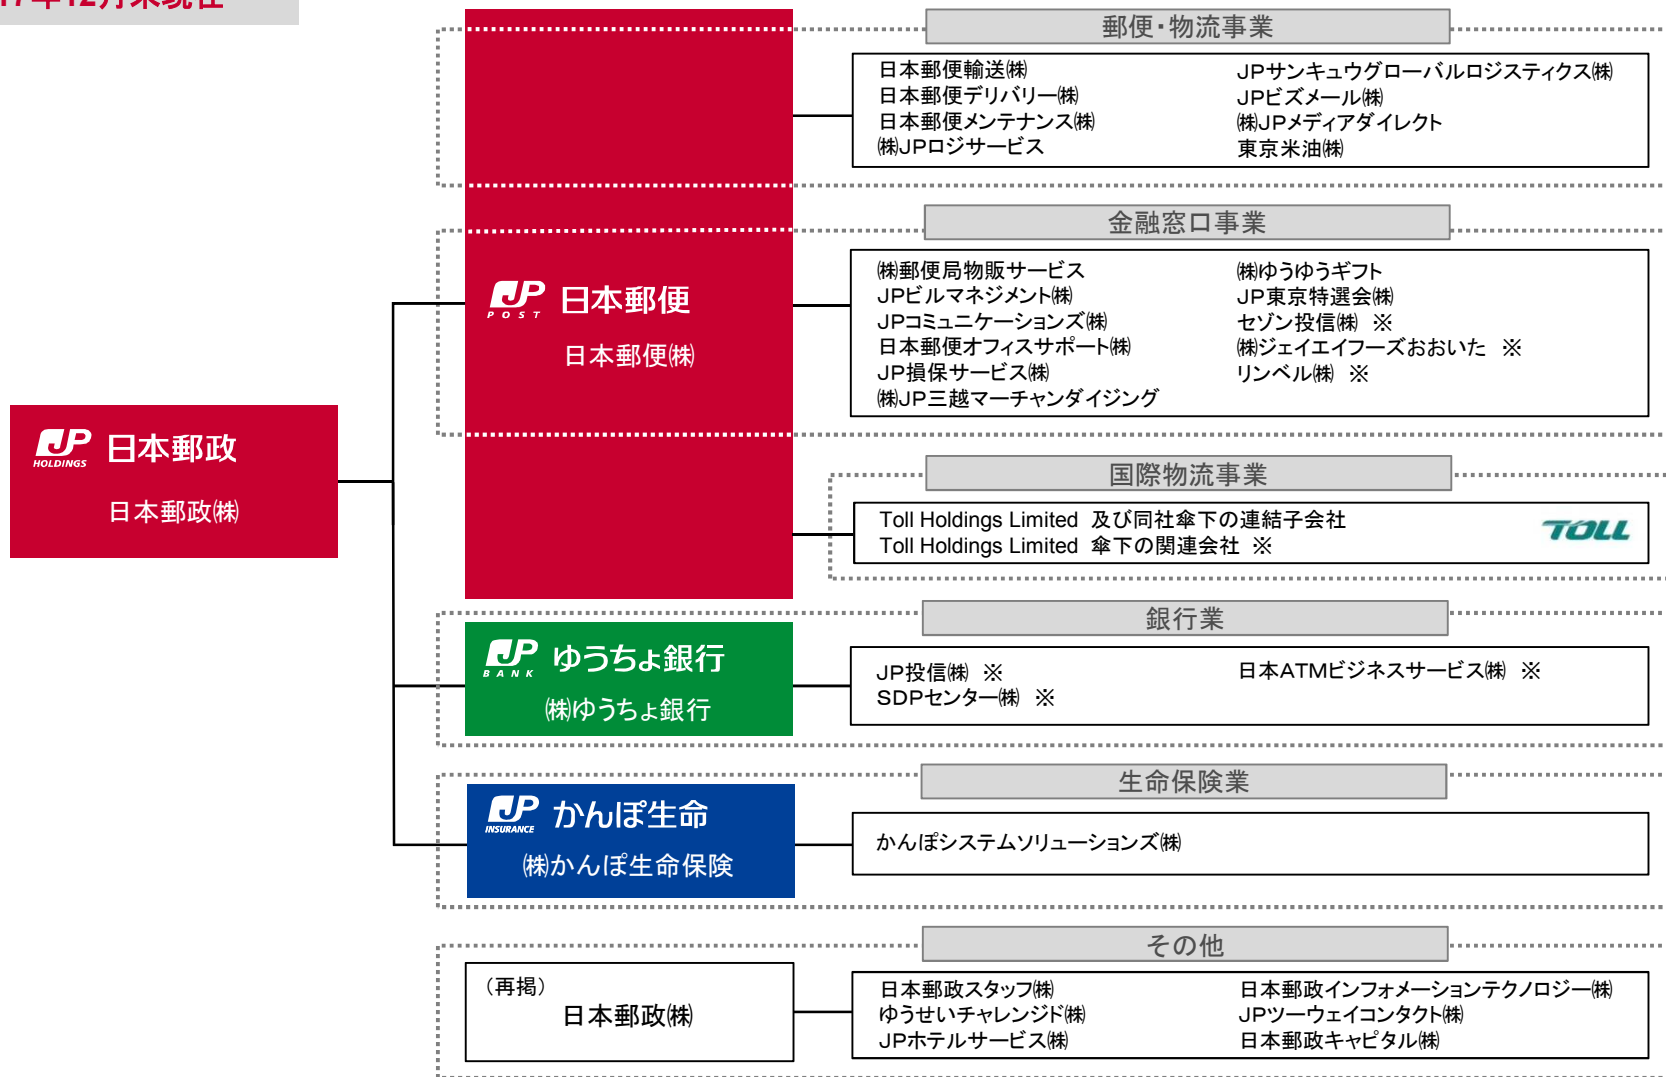 17年12月末現在
郵便・物流事業
日本郵便輸送㈱
日本郵便デリバリー㈱
日本郵便メンテナンス㈱
㈱JPロジサービス
JPサンキュウグローバルロジスティクス㈱
JPビズメール㈱
㈱JPメディアダイレクト
東京米油㈱
金融窓口事業
㈱郵便局物販サービス
JPビルマネジメント㈱
JPコミュニケーションズ㈱
日本郵便オフィスサポート㈱
JP損保サービス㈱
㈱JP三越マーチャンダイジング
㈱ゆうゆうギフト
JP東京特選会㈱
セゾン投信㈱ ※
㈱ジェイエイフーズおおいた ※
リンベル㈱ ※
JP POST 日本郵便
日本郵便㈱
JP HOLDINGS 日本郵政
日本郵政㈱
国際物流事業
Toll Holdings Limited 及び同社傘下の連結子会社
Toll Holdings Limited 傘下の関連会社 ※
TOLL
銀行業
JP BANK ゆうちょ銀行
㈱ゆうちょ銀行
JP投信㈱ ※
SDPセンター㈱ ※
日本ATMビジネスサービス㈱ ※
生命保険業
JP INSURANCE かんぽ生命
㈱かんぽ生命保険
かんぽシステムソリューションズ㈱
その他
（再掲）
日本郵政㈱
日本郵政スタッフ㈱
ゆうせいチャレンジド㈱
JPホテルサービス㈱
日本郵政インフォメーションテクノロジー㈱
JPツーウェイコンタクト㈱
日本郵政キャピタル㈱